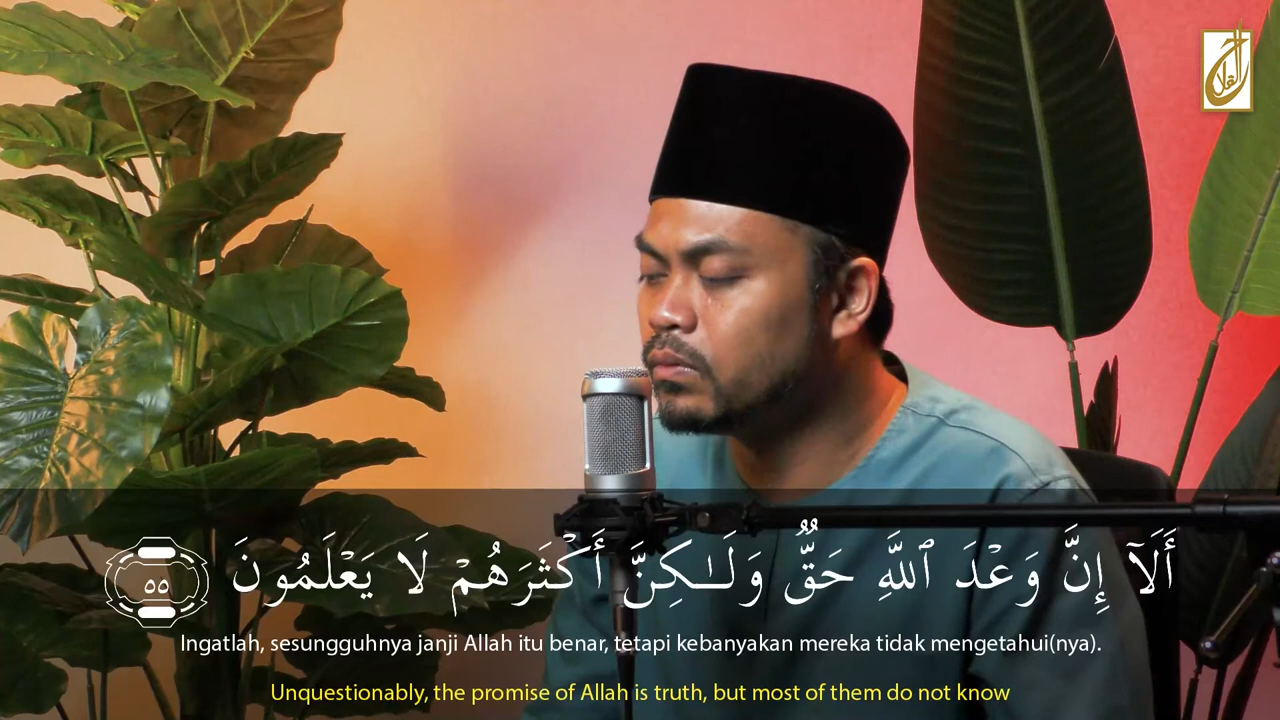 أَلَآ إِنَّ وَعْدَ ٱللَّهِ حَقٌّ وَلَـٰكِنَّ أَكْثَرَهُمْ لَا يَعْلَمُونَ ٥٥
Ingatlah, sesungguhnya janji Allah itu benar, tetapi kebanyakan mereka tidak mengetahui(nya).
Unquestionably, the promise of Allah is truth, but most of them do not know